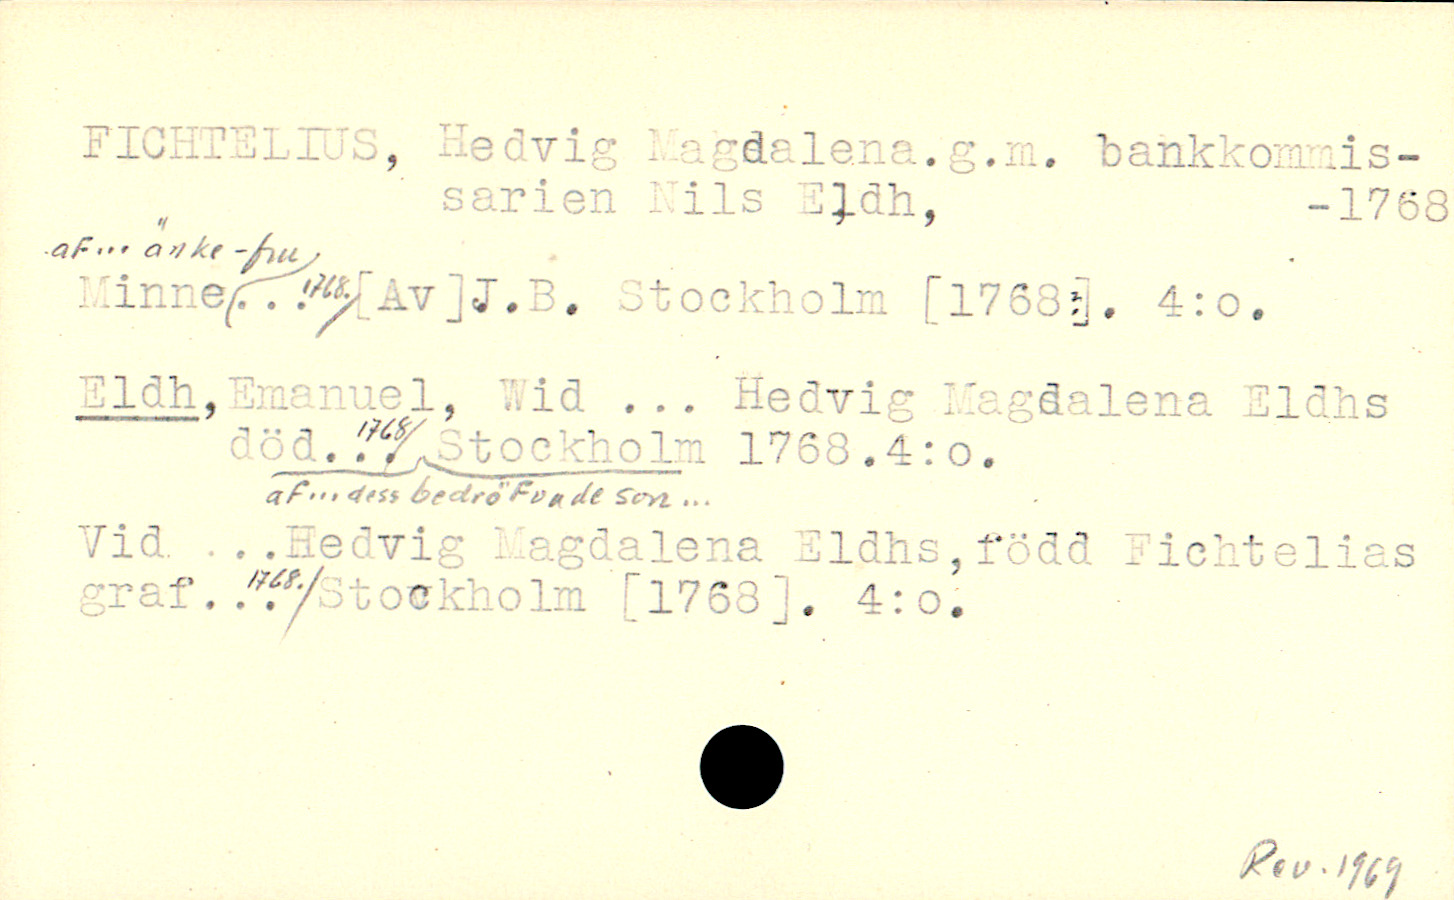 FICHTELIUS, Hedvig Magdalena.g.m. bankkommis-
sarien Nils Eldh, -1768
af... änke-fru
Minne... 1768./[Av]J.B. Stockholm [1768]. 4:o.
Eldh,Emanuel, Wid ... Hedvig Magdalena Eldhs
död... 1768/ Stockholm 1768.4:o.
af... dess bedröfvade son...
Vid ...Hedvig Magdalena Eldhs,född Fichtelias
graf... 1768./Stockholm [1768]. 4:o.
Rev. 1969